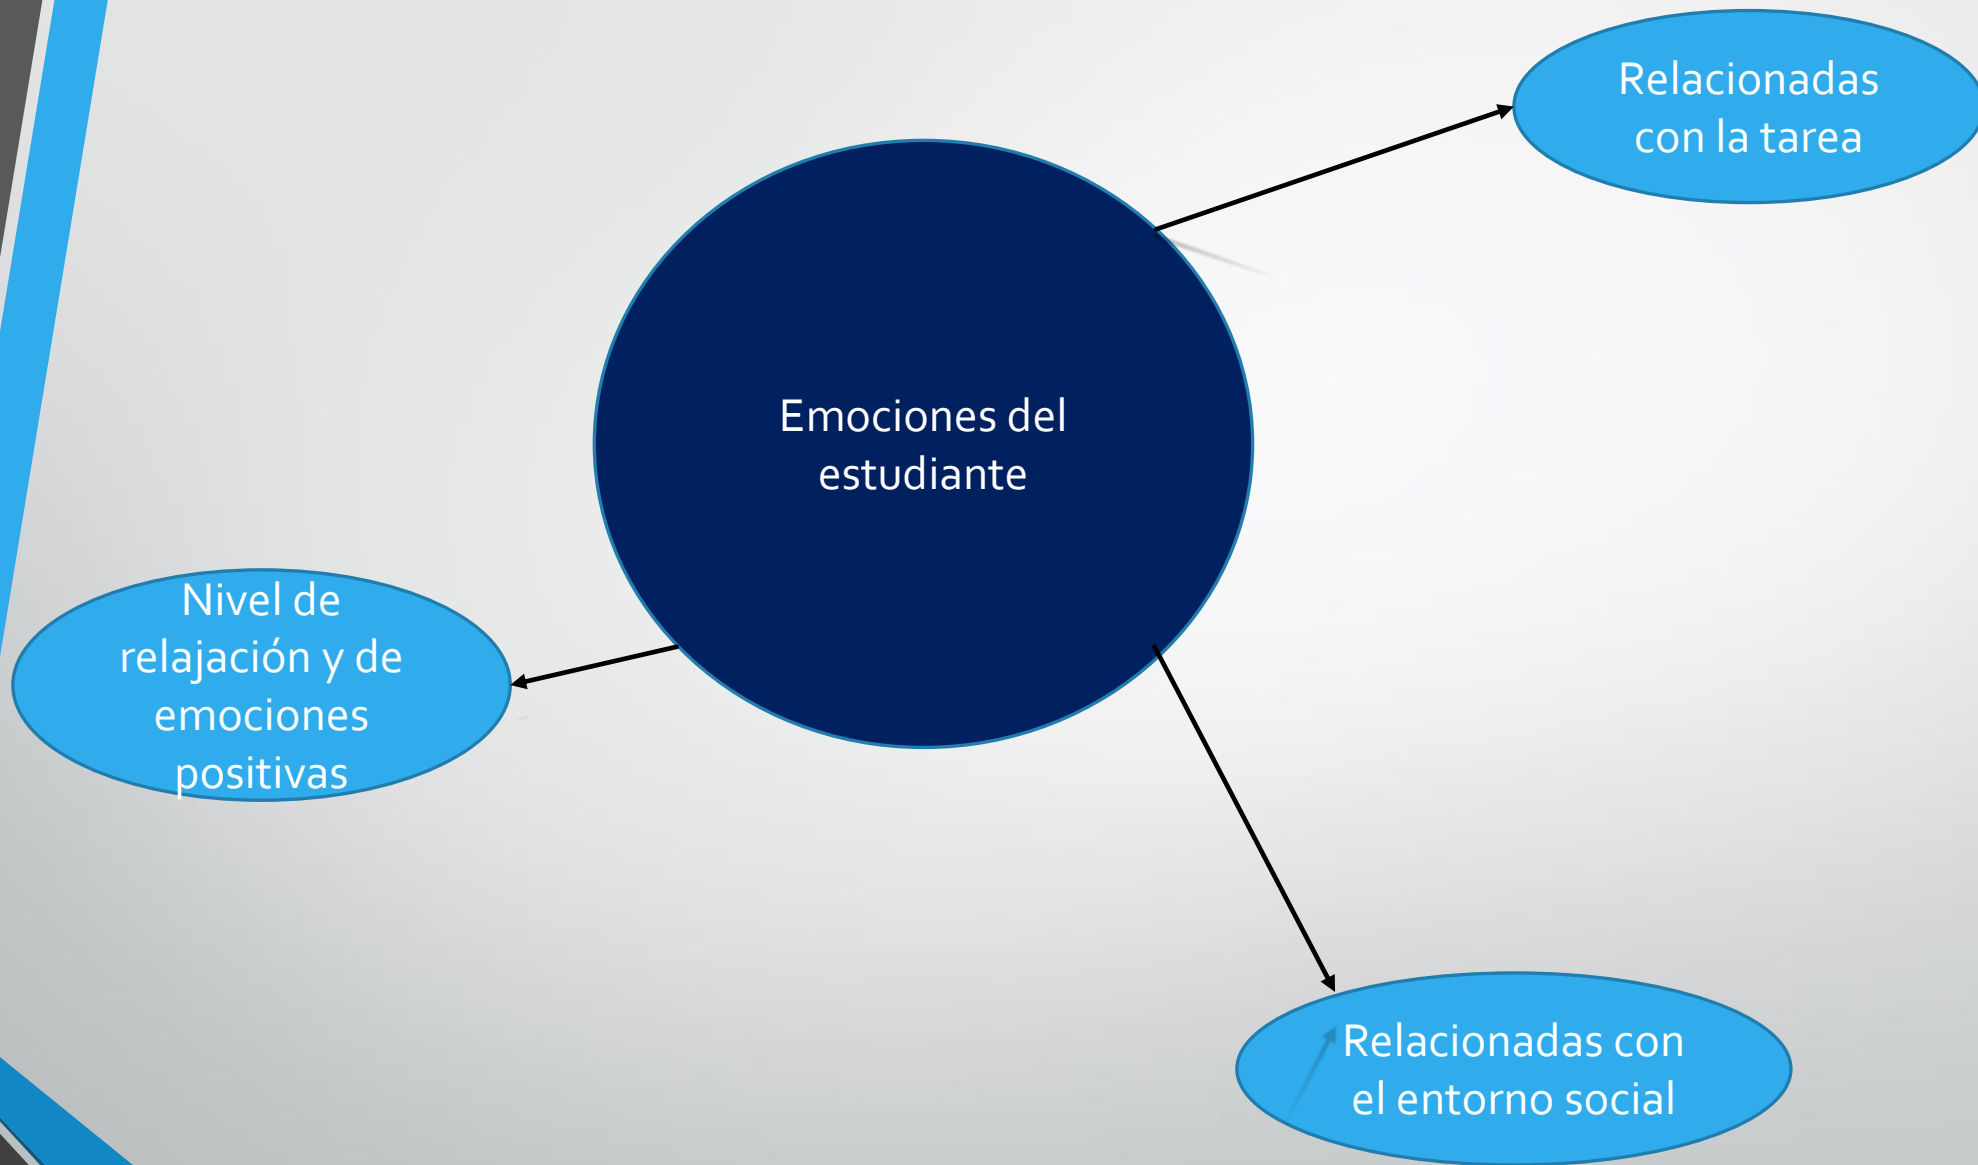 Relacionadas
con la tarea
Emociones del
estudiante
Nivel de
relajación y de
emociones
positivas
Relacionadas con
el entorno social